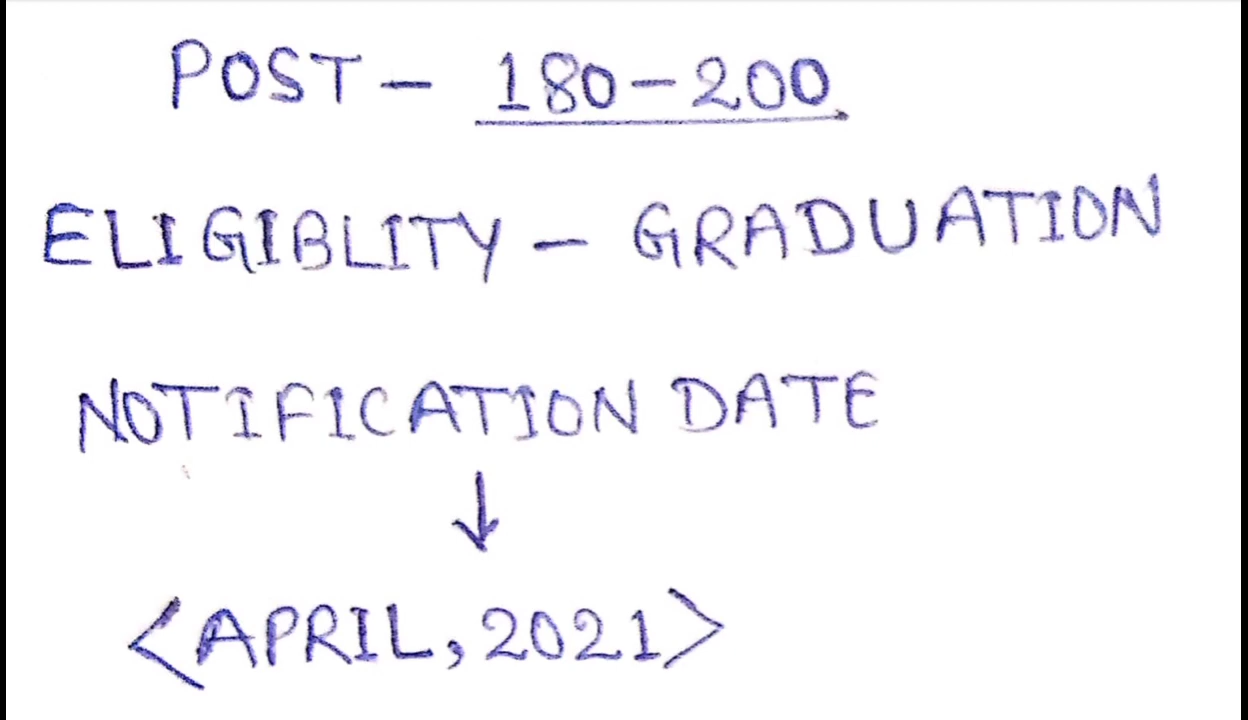 POST - 180-200
ELIGIBLITY - GRADUATION
NOTIFICATION DATE
↓
<APRIL, 2021>